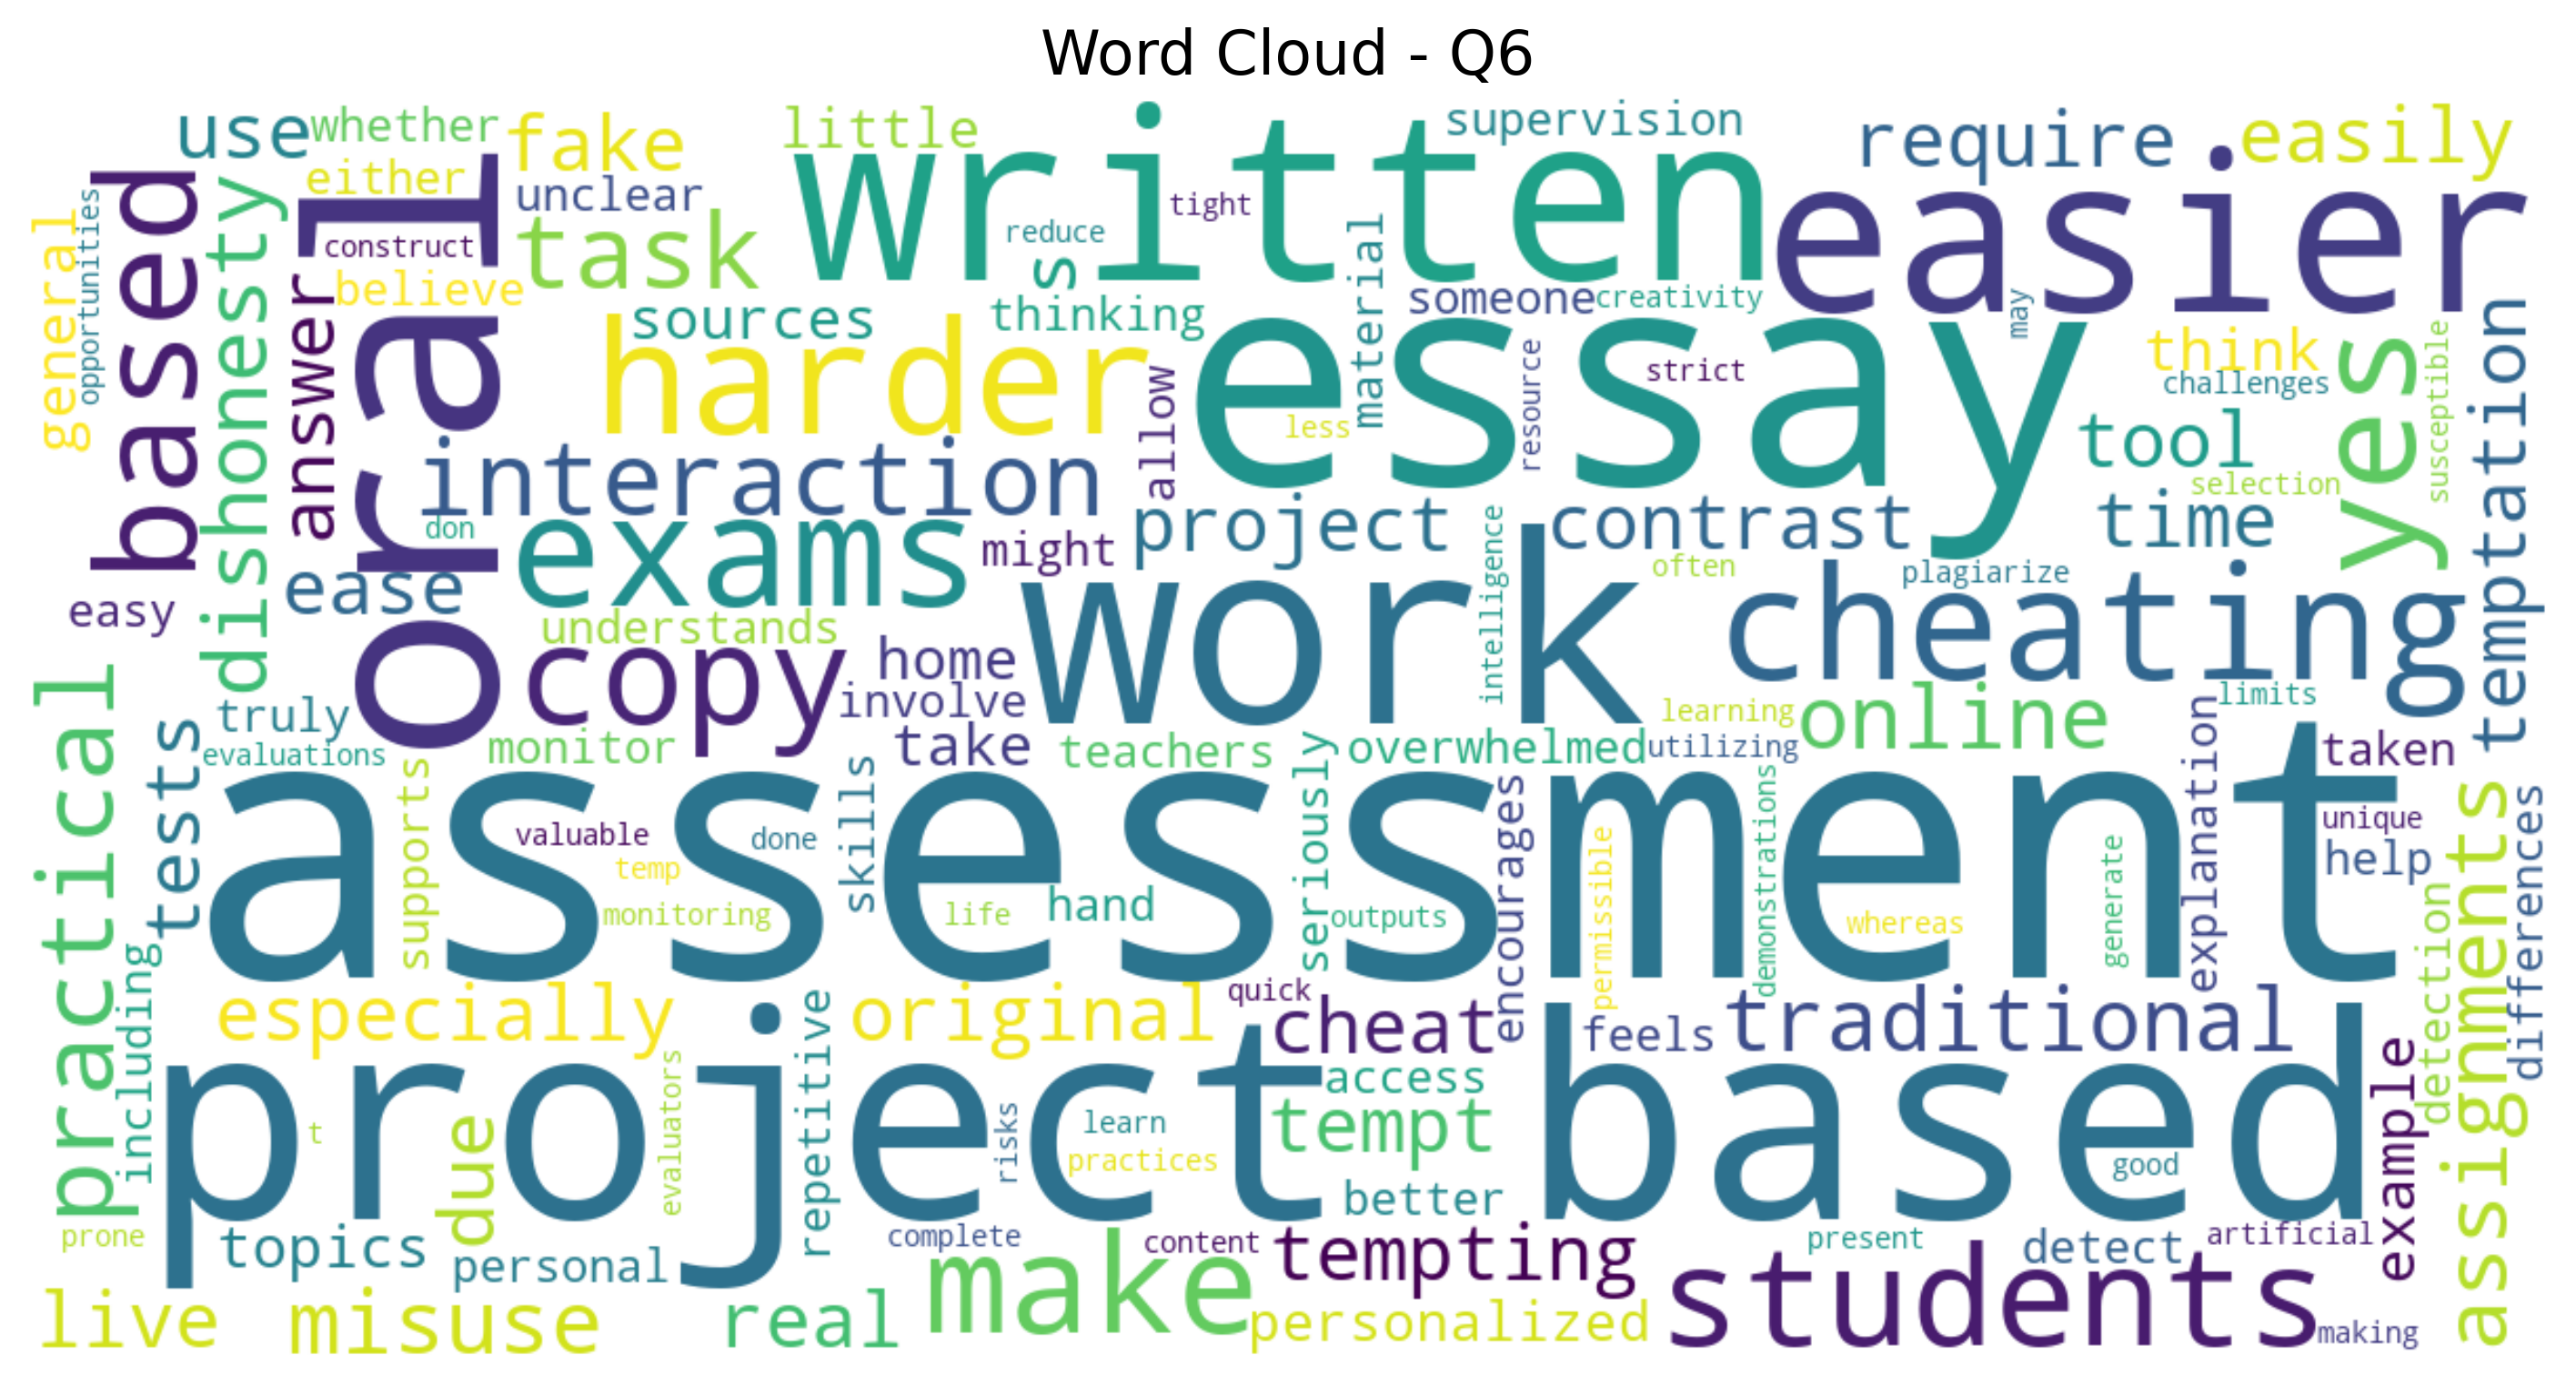 Word Cloud - Q6
use
whether
fake
little
written
supervision
require
easily
either
unclear
tight
easier
general
opportunities
based
dishonesty
oral
construct
task
reduce
s
material
believe
answer
sources
thinking
someone
creativity
may
harder
essay
strict
think
challenges
yes
susceptible
temptation
allow
less
resource
tool
selection
interaction
don
exams
might
project
contrast
time
intelligence
often
plagiarize
ease
easy
understands
copy
home
involve
work
cheating
limits
practical
tests
truly
evaluations
monitor
take
teachers
seriously
overwhelmed
learning
utilizing
online
explanation
taken
assessment
supports
valuable
temp
done
monitoring
skills
life
hand
outputs
encourages
permissible
demonstrations
whereas
generate
unique
help
assignments
differences
detection
including
especially
original
quick
cheat
feels
traditional
project based
t
due
evaluators
repetitive
risks
learn
practices
access
tempt
better
good
example
prone
topics
personal
complete
content
tempting
present
detect
artificial
live
misuse
real
make
personalized
students
making